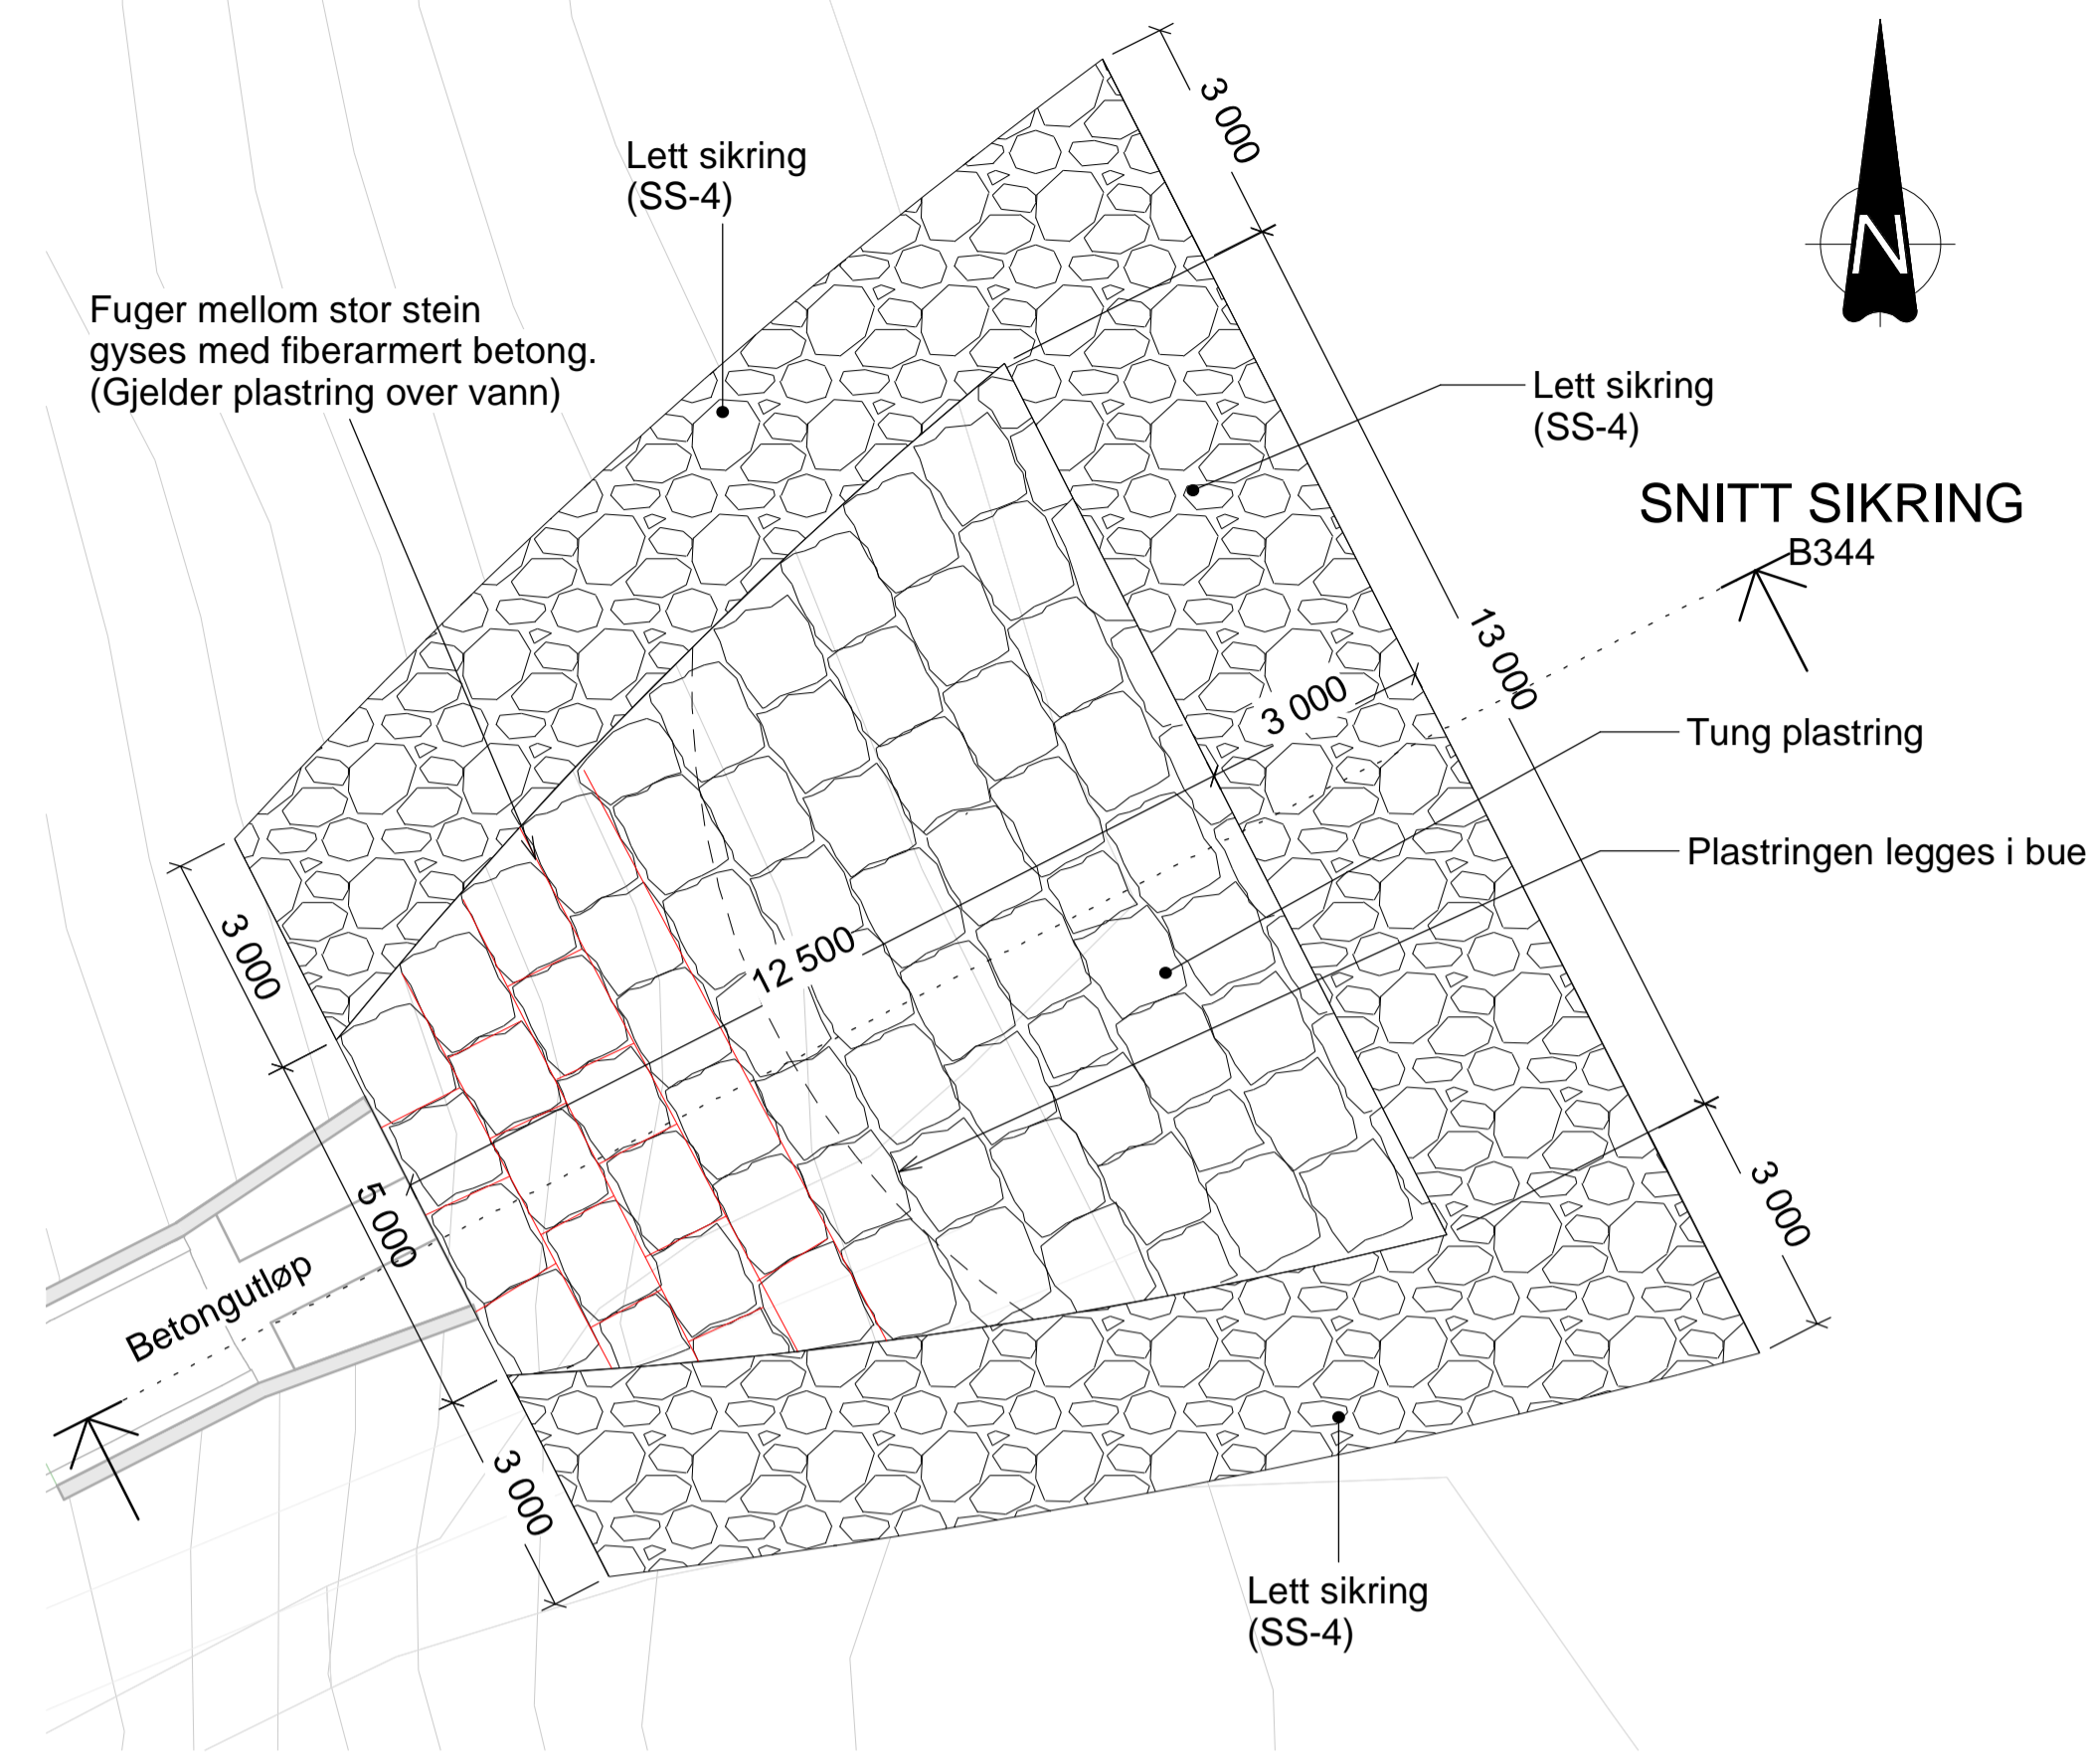 3 000
N
Lett sikring
(SS-4)
Fuger mellom stor stein
gyses med fiberarmert betong.
(Gjelder plastring over vann)
Lett sikring
(SS-4)
SNITT SIKRING
B344
13 000
3 000
Tung plastring
Plastringen legges i bue
12 500
3 000
5 000
3 000
Betongutløp
3 000
Lett sikring
(SS-4)